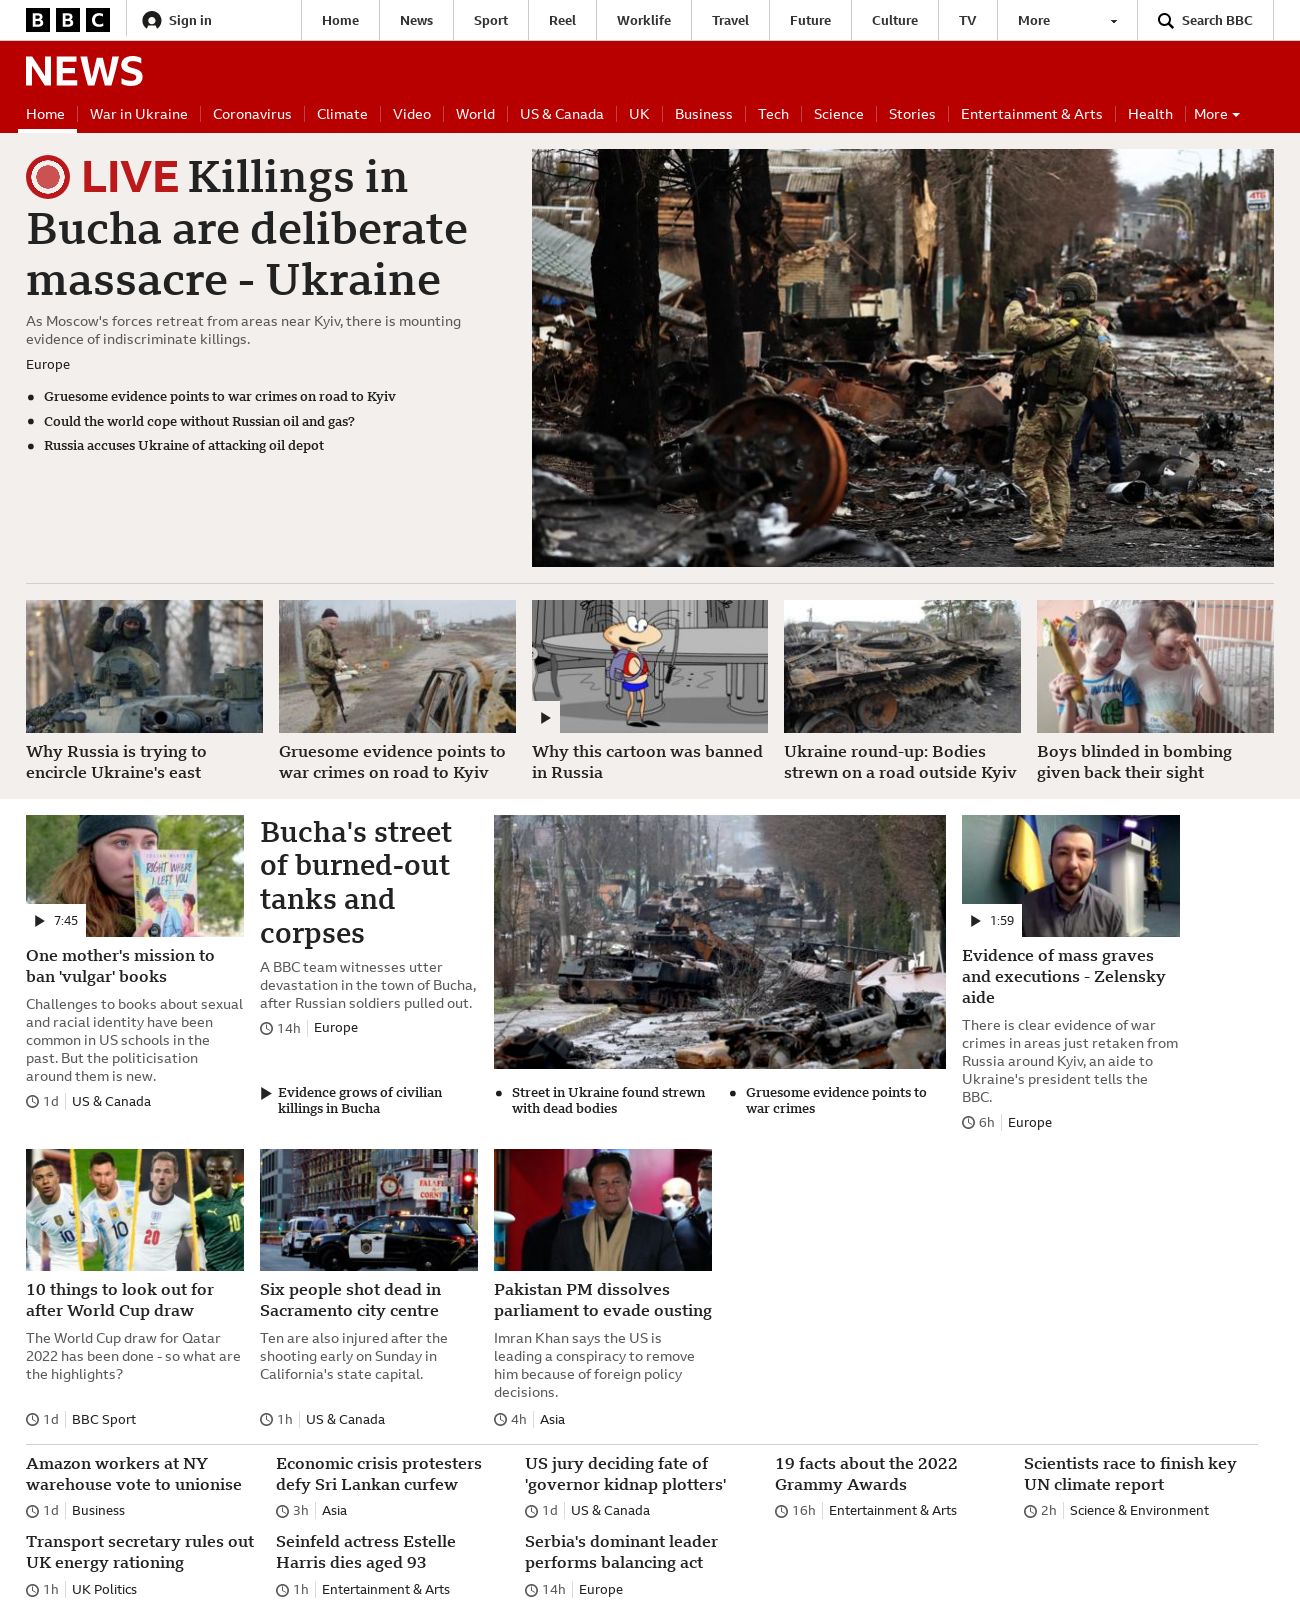 BBC
Sign in
Home
News
Sport
Reel
Worklife
Travel
Future
Culture
TV
More
Search BBC
NEWS
Home
War in Ukraine
Coronavirus
Climate
Video
World
US & Canada
UK
Business
Tech
Science
Stories
Entertainment & Arts
Health
More
LIVE Killings in
Bucha are deliberate
massacre - Ukraine
As Moscow's forces retreat from areas near Kyiv, there is mounting
evidence of indiscriminate killings.
Europe
Gruesome evidence points to war crimes on road to Kyiv
Could the world cope without Russian oil and gas?
Russia accuses Ukraine of attacking oil depot
Why Russia is trying to
encircle Ukraine's east
Gruesome evidence points to
war crimes on road to Kyiv
Why this cartoon was banned
in Russia
Ukraine round-up: Bodies
strewn on a road outside Kyiv
Boys blinded in bombing
given back their sight
RIGHT WHERE
I LEFT YOU
7:45
One mother's mission to
ban 'vulgar' books
Challenges to books about sexual
and racial identity have been
common in US schools in the
past. But the politicisation
around them is new.
1d
US & Canada
Bucha's street
of burned-out
tanks and
corpses
A BBC team witnesses utter
devastation in the town of Bucha,
after Russian soldiers pulled out.
14h
Europe
Evidence grows of civilian
killings in Bucha
Street in Ukraine found strewn
with dead bodies
Gruesome evidence points to
war crimes
1:59
Evidence of mass graves
and executions - Zelensky
aide
There is clear evidence of war
crimes in areas just retaken from
Russia around Kyiv, an aide to
Ukraine's president tells the
BBC.
6h
Europe
10
10
20
10
10 things to look out for
after World Cup draw
The World Cup draw for Qatar
2022 has been done - so what are
the highlights?
1d
BBC Sport
FALAFEL
CORN
Six people shot dead in
Sacramento city centre
Ten are also injured after the
shooting early on Sunday in
California's state capital.
1h
US & Canada
Pakistan PM dissolves
parliament to evade ousting
Imran Khan says the US is
leading a conspiracy to remove
him because of foreign policy
decisions.
4h
Asia
Amazon workers at NY
warehouse vote to unionise
1d
Business
Economic crisis protesters
defy Sri Lankan curfew
3h
Asia
US jury deciding fate of
'governor kidnap plotters'
1d
US & Canada
19 facts about the 2022
Grammy Awards
16h
Entertainment & Arts
Scientists race to finish key
UN climate report
2h
Science & Environment
Transport secretary rules out
UK energy rationing
1h
UK Politics
Seinfeld actress Estelle
Harris dies aged 93
1h
Entertainment & Arts
Serbia's dominant leader
performs balancing act
14h
Europe